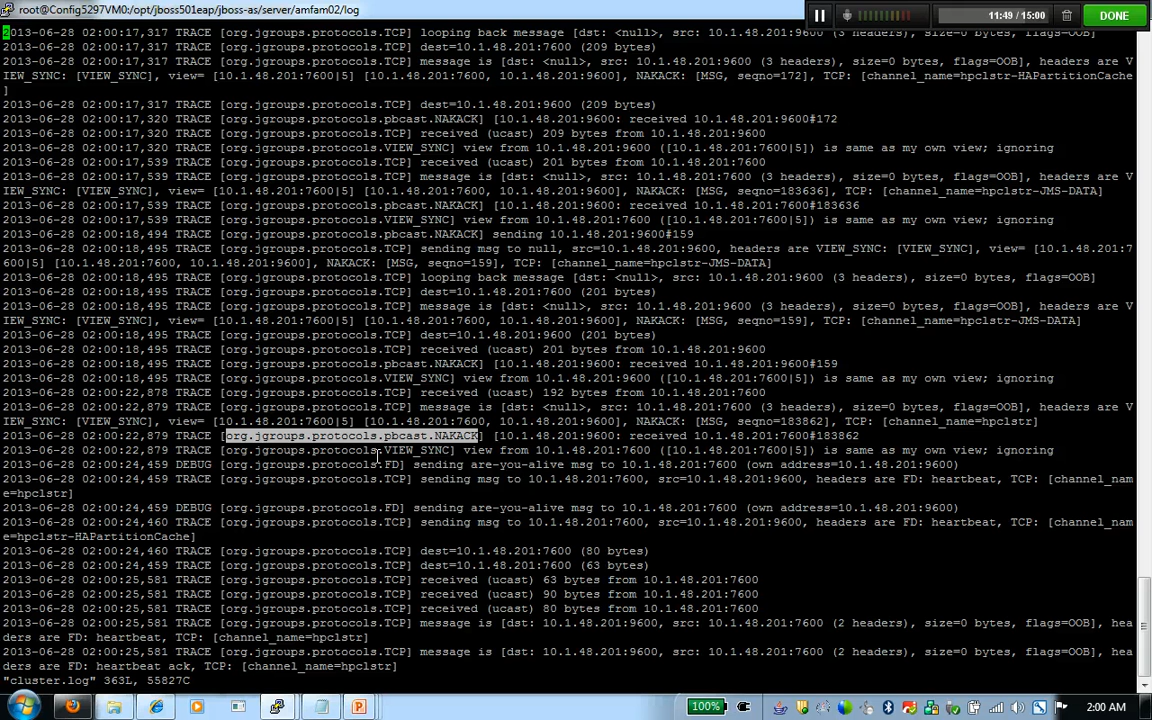 root@Config5297VM0:/opt/jboss501eap/jboss-as/server/amfam02/log
11:49 / 15:00
DONE
2013-06-28 02:00:17,317 TRACE [org.jgroups.protocols.TCP] looping back message [dst: <null>, src: 10.1.48.201:9600 (3 headers), size=0 bytes, flags=OOB]
2013-06-28 02:00:17,317 TRACE [org.jgroups.protocols.TCP] dest=10.1.48.201:7600 (209 bytes)
2013-06-28 02:00:17,317 TRACE [org.jgroups.protocols.TCP] message is [dst: <null>, src: 10.1.48.201:9600 (3 headers), size=0 bytes, flags=OOB], headers are V
IEW_SYNC: [VIEW_SYNC], view= [10.1.48.201:7600|5] [10.1.48.201:7600, 10.1.48.201:9600], NAKACK: [MSG, seqno=172], TCP: [channel_name=hpclstr-HAPartitionCache
]
2013-06-28 02:00:17,317 TRACE [org.jgroups.protocols.TCP] dest=10.1.48.201:9600 (209 bytes)
2013-06-28 02:00:17,320 TRACE [org.jgroups.protocols.pbcast.NAKACK] [10.1.48.201:9600: received 10.1.48.201:9600#172
2013-06-28 02:00:17,320 TRACE [org.jgroups.protocols.TCP] received (ucast) 209 bytes from 10.1.48.201:9600
2013-06-28 02:00:17,320 TRACE [org.jgroups.protocols.VIEW_SYNC] view from 10.1.48.201:9600 ([10.1.48.201:7600|5]) is same as my own view; ignoring
2013-06-28 02:00:17,539 TRACE [org.jgroups.protocols.TCP] received (ucast) 201 bytes from 10.1.48.201:7600
2013-06-28 02:00:17,539 TRACE [org.jgroups.protocols.TCP] message is [dst: <null>, src: 10.1.48.201:7600 (3 headers), size=0 bytes, flags=OOB], headers are V
IEW_SYNC: [VIEW_SYNC], view= [10.1.48.201:7600|5] [10.1.48.201:7600, 10.1.48.201:9600], NAKACK: [MSG, seqno=183636], TCP: [channel_name=hpclstr-JMS-DATA]
2013-06-28 02:00:17,539 TRACE [org.jgroups.protocols.pbcast.NAKACK] [10.1.48.201:9600: received 10.1.48.201:7600#183636
2013-06-28 02:00:17,539 TRACE [org.jgroups.protocols.VIEW_SYNC] view from 10.1.48.201:7600 ([10.1.48.201:7600|5]) is same as my own view; ignoring
2013-06-28 02:00:18,494 TRACE [org.jgroups.protocols.pbcast.NAKACK] sending 10.1.48.201:9600#159
2013-06-28 02:00:18,495 TRACE [org.jgroups.protocols.TCP] sending msg to null, src=10.1.48.201:9600, headers are VIEW_SYNC: [VIEW_SYNC], view= [10.1.48.201:7
600|5] [10.1.48.201:7600, 10.1.48.201:9600], NAKACK: [MSG, seqno=159], TCP: [channel_name=hpclstr-JMS-DATA]
2013-06-28 02:00:18,495 TRACE [org.jgroups.protocols.TCP] looping back message [dst: <null>, src: 10.1.48.201:9600 (3 headers), size=0 bytes, flags=OOB]
2013-06-28 02:00:18,495 TRACE [org.jgroups.protocols.TCP] dest=10.1.48.201:7600 (201 bytes)
2013-06-28 02:00:18,495 TRACE [org.jgroups.protocols.TCP] message is [dst: <null>, src: 10.1.48.201:9600 (3 headers), size=0 bytes, flags=OOB], headers are V
IEW_SYNC: [VIEW_SYNC], view= [10.1.48.201:7600|5] [10.1.48.201:7600, 10.1.48.201:9600], NAKACK: [MSG, seqno=159], TCP: [channel_name=hpclstr-JMS-DATA]
2013-06-28 02:00:18,495 TRACE [org.jgroups.protocols.TCP] dest=10.1.48.201:9600 (201 bytes)
2013-06-28 02:00:18,495 TRACE [org.jgroups.protocols.TCP] received (ucast) 201 bytes from 10.1.48.201:9600
2013-06-28 02:00:18,495 TRACE [org.jgroups.protocols.pbcast.NAKACK] [10.1.48.201:9600: received 10.1.48.201:9600#159
2013-06-28 02:00:18,495 TRACE [org.jgroups.protocols.VIEW_SYNC] view from 10.1.48.201:9600 ([10.1.48.201:7600|5]) is same as my own view; ignoring
2013-06-28 02:00:22,878 TRACE [org.jgroups.protocols.TCP] received (ucast) 192 bytes from 10.1.48.201:7600
2013-06-28 02:00:22,879 TRACE [org.jgroups.protocols.TCP] message is [dst: <null>, src: 10.1.48.201:7600 (3 headers), size=0 bytes, flags=OOB], headers are V
IEW_SYNC: [VIEW_SYNC], view= [10.1.48.201:7600|5] [10.1.48.201:7600, 10.1.48.201:9600], NAKACK: [MSG, seqno=183862], TCP: [channel_name=hpclstr]
2013-06-28 02:00:22,879 TRACE [org.jgroups.protocols.pbcast.NAKACK] [10.1.48.201:9600: received 10.1.48.201:7600#183862
2013-06-28 02:00:22,879 TRACE [org.jgroups.protocols.VIEW_SYNC] view from 10.1.48.201:7600 ([10.1.48.201:7600|5]) is same as my own view; ignoring
2013-06-28 02:00:24,459 DEBUG [org.jgroups.protocols.FD] sending are-you-alive msg to 10.1.48.201:7600 (own address=10.1.48.201:9600)
2013-06-28 02:00:24,459 TRACE [org.jgroups.protocols.TCP] sending msg to 10.1.48.201:7600, src=10.1.48.201:9600, headers are FD: heartbeat, TCP: [channel_nam
e=hpclstr]
2013-06-28 02:00:24,459 DEBUG [org.jgroups.protocols.FD] sending are-you-alive msg to 10.1.48.201:7600 (own address=10.1.48.201:9600)
2013-06-28 02:00:24,460 TRACE [org.jgroups.protocols.TCP] sending msg to 10.1.48.201:7600, src=10.1.48.201:9600, headers are FD: heartbeat, TCP: [channel_nam
e=hpclstr-HAPartitionCache]
2013-06-28 02:00:24,460 TRACE [org.jgroups.protocols.TCP] dest=10.1.48.201:7600 (80 bytes)
2013-06-28 02:00:24,460 TRACE [org.jgroups.protocols.TCP] dest=10.1.48.201:7600 (63 bytes)
2013-06-28 02:00:25,581 TRACE [org.jgroups.protocols.TCP] received (ucast) 63 bytes from 10.1.48.201:7600
2013-06-28 02:00:25,581 TRACE [org.jgroups.protocols.TCP] received (ucast) 90 bytes from 10.1.48.201:7600
2013-06-28 02:00:25,581 TRACE [org.jgroups.protocols.TCP] received (ucast) 80 bytes from 10.1.48.201:7600
2013-06-28 02:00:25,581 TRACE [org.jgroups.protocols.TCP] message is [dst: 10.1.48.201:9600, src: 10.1.48.201:7600 (2 headers), size=0 bytes, flags=OOB], hea
ders are FD: heartbeat, TCP: [channel_name=hpclstr]
2013-06-28 02:00:25,581 TRACE [org.jgroups.protocols.TCP] message is [dst: 10.1.48.201:9600, src: 10.1.48.201:7600 (2 headers), size=0 bytes, flags=OOB], hea
ders are FD: heartbeat ack, TCP: [channel_name=hpclstr]
"cluster.log" 363L, 55827C
100%
2:00 AM